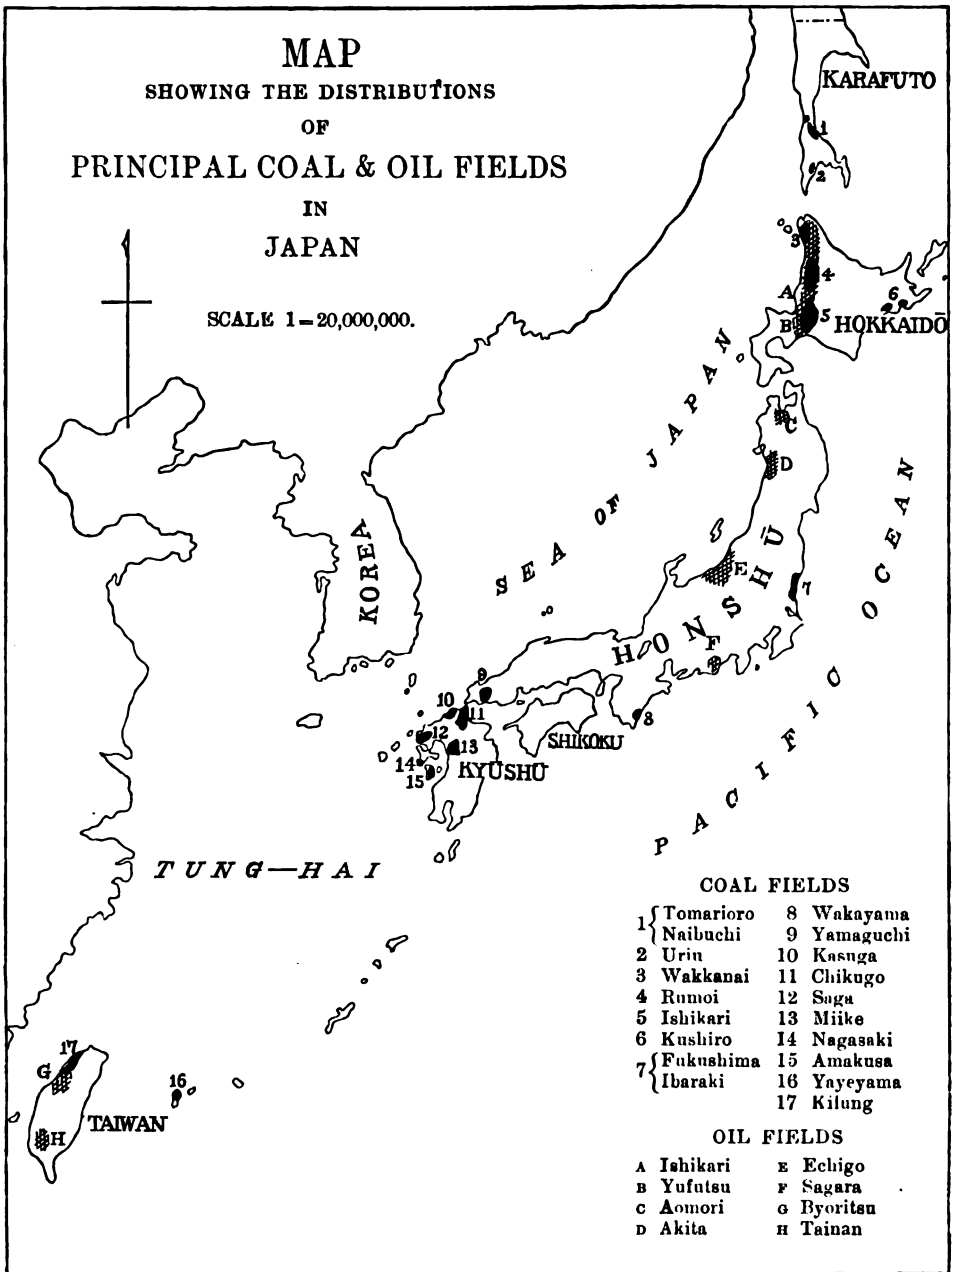 MAP
SHOWING THE DISTRIBUTIONS
OF
PRINCIPAL COAL & OIL FIELDS
IN
JAPAN
SCALE 1=20,000,000.
KARAFUTO
1
2
3
4
A
6
B
5
HOKKAIDŌ
C
D
SEA OF JAPAN
PACIFIC OCEAN
KOREA
E
7
HONSHŪ
F
9
10
11
8
12
13
SHIKOKU
14
KYŪSHŪ
15
TUNG—HAI
17
G
16
TAIWAN
H
COAL FIELDS
1 { Tomarioro
Naibuchi
2 Urin
3 Wakkanai
4 Rumoi
5 Ishikari
6 Kushiro
7 { Fukushima
Ibaraki
8 Wakayama
9 Yamaguchi
10 Kasuga
11 Chikugo
12 Saga
13 Miike
14 Nagasaki
15 Amakusa
16 Yayeyama
17 Kilung
OIL FIELDS
A Ishikari
B Yufutsu
C Aomori
D Akita
E Echigo
F Sagara
G Byoritsu
H Tainan